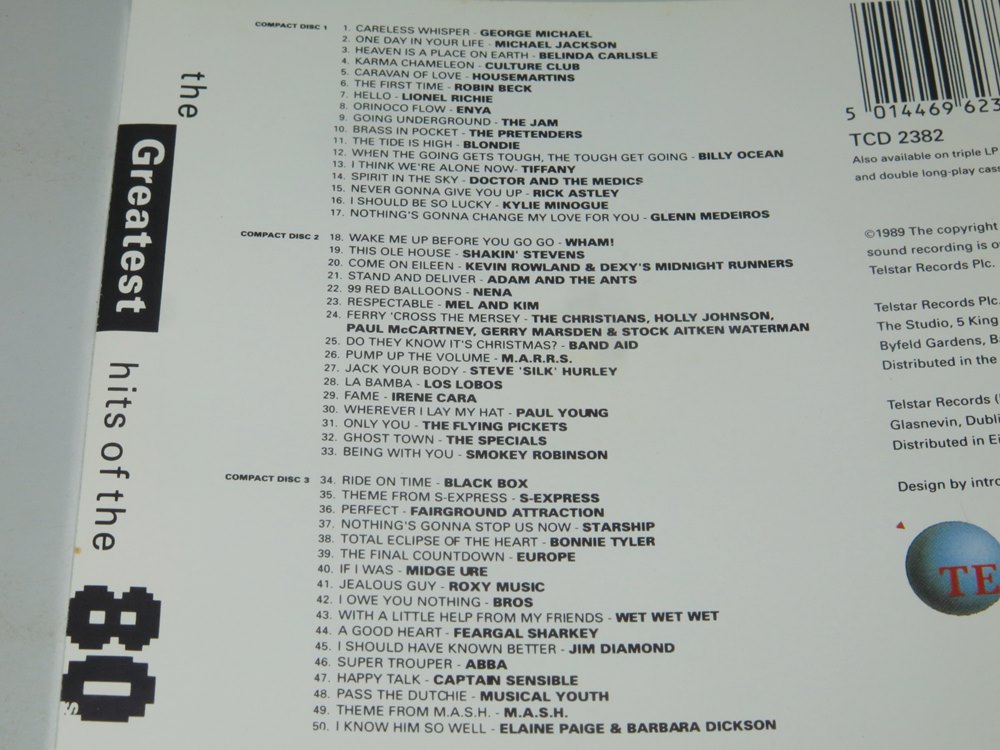 the
Greatest
hits of the
80s
COMPACT DISC 1
1. CARELESS WHISPER - GEORGE MICHAEL
2. ONE DAY IN YOUR LIFE - MICHAEL JACKSON
3. HEAVEN IS A PLACE ON EARTH - BELINDA CARLISLE
4. KARMA CHAMELEON - CULTURE CLUB
5. CARAVAN OF LOVE - HOUSEMARTINS
6. THE FIRST TIME - ROBIN BECK
7. HELLO - LIONEL RICHIE
8. ORINOCO FLOW - ENYA
9. GOING UNDERGROUND - THE JAM
10. BRASS IN POCKET - THE PRETENDERS
11. THE TIDE IS HIGH - BLONDIE
12. WHEN THE GOING GETS TOUGH, THE TOUGH GET GOING - BILLY OCEAN
13. I THINK WE'RE ALONE NOW- TIFFANY
14. SPIRIT IN THE SKY - DOCTOR AND THE MEDICS
15. NEVER GONNA GIVE YOU UP - RICK ASTLEY
16. I SHOULD BE SO LUCKY - KYLIE MINOGUE
17. NOTHING'S GONNA CHANGE MY LOVE FOR YOU - GLENN MEDEIROS
COMPACT DISC 2
18. WAKE ME UP BEFORE YOU GO GO - WHAM!
19. THIS OLE HOUSE - SHAKIN' STEVENS
20. COME ON EILEEN - KEVIN ROWLAND & DEXY'S MIDNIGHT RUNNERS
21. STAND AND DELIVER - ADAM AND THE ANTS
22. 99 RED BALLOONS - NENA
23. RESPECTABLE - MEL AND KIM
24. FERRY 'CROSS THE MERSEY - THE CHRISTIANS, HOLLY JOHNSON,
PAUL McCARTNEY, GERRY MARSDEN & STOCK AITKEN WATERMAN
25. DO THEY KNOW IT'S CHRISTMAS? - BAND AID
26. PUMP UP THE VOLUME - M.A.R.R.S.
27. JACK YOUR BODY - STEVE 'SILK' HURLEY
28. LA BAMBA - LOS LOBOS
29. FAME - IRENE CARA
30. WHEREVER I LAY MY HAT - PAUL YOUNG
31. ONLY YOU - THE FLYING PICKETS
32. GHOST TOWN - THE SPECIALS
33. BEING WITH YOU - SMOKEY ROBINSON
COMPACT DISC 3
34. RIDE ON TIME - BLACK BOX
35. THEME FROM S-EXPRESS - S-EXPRESS
36. PERFECT - FAIRGROUND ATTRACTION
37. NOTHING'S GONNA STOP US NOW - STARSHIP
38. TOTAL ECLIPSE OF THE HEART - BONNIE TYLER
39. THE FINAL COUNTDOWN - EUROPE
40. IF I WAS - MIDGE URE
41. JEALOUS GUY - ROXY MUSIC
42. I OWE YOU NOTHING - BROS
43. WITH A LITTLE HELP FROM MY FRIENDS - WET WET WET
44. A GOOD HEART - FEARGAL SHARKEY
45. I SHOULD HAVE KNOWN BETTER - JIM DIAMOND
46. SUPER TROUPER - ABBA
47. HAPPY TALK - CAPTAIN SENSIBLE
48. PASS THE DUTCHIE - MUSICAL YOUTH
49. THEME FROM M.A.S.H. - M.A.S.H.
50. I KNOW HIM SO WELL - ELAINE PAIGE & BARBARA DICKSON
5 014469 623
TCD 2382
Also available on triple LP
and double long-play
©1989 The copyright
sound recording is
Telstar Records Plc.
Telstar Records Plc.
The Studio, 5 King
Byfeld Gardens,
Distributed in the
Telstar Records
Glasnevin,
Distributed in
Design by
TE